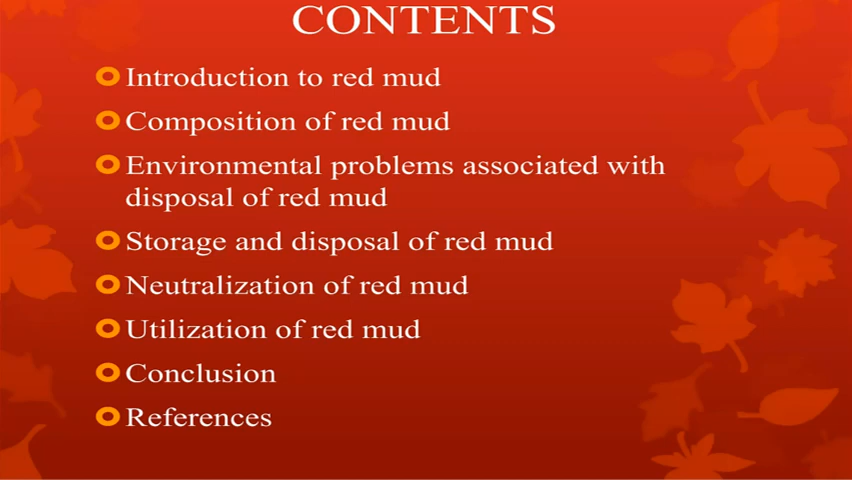 CONTENTS
Introduction to red mud
Composition of red mud
Environmental problems associated with
disposal of red mud
Storage and disposal of red mud
Neutralization of red mud
Utilization of red mud
Conclusion
References